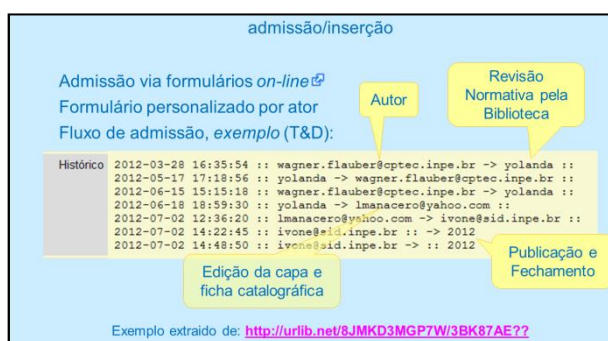 admissão/inserção
Admissão via formulários on-line
Formulário personalizado por ator
Fluxo de admissão, exemplo (T&D):
Autor
Revisão
Normativa pela
Biblioteca
Histórico
2012-03-28 16:35:54 :: wagner.flauber@cptec.inpe.br -> yolanda ::
2012-05-17 17:18:56 :: yolanda -> wagner.flauber@cptec.inpe.br ::
2012-06-15 15:15:18 :: wagner.flauber@cptec.inpe.br -> yolanda ::
2012-06-18 18:59:30 :: yolanda -> lmanacero@yahoo.com ::
2012-07-02 12:36:20 :: lmanacero@yahoo.com -> ivone@sid.inpe.br ::
2012-07-02 14:22:45 :: ivone@sid.inpe.br :: -> 2012
2012-07-02 14:48:50 :: ivone@sid.inpe.br -> :: 2012
Edição da capa e
ficha catalográfica
Publicação e
Fechamento
Exemplo extraido de: http://urlib.net/8JMKD3MGP7W/3BK87AE??